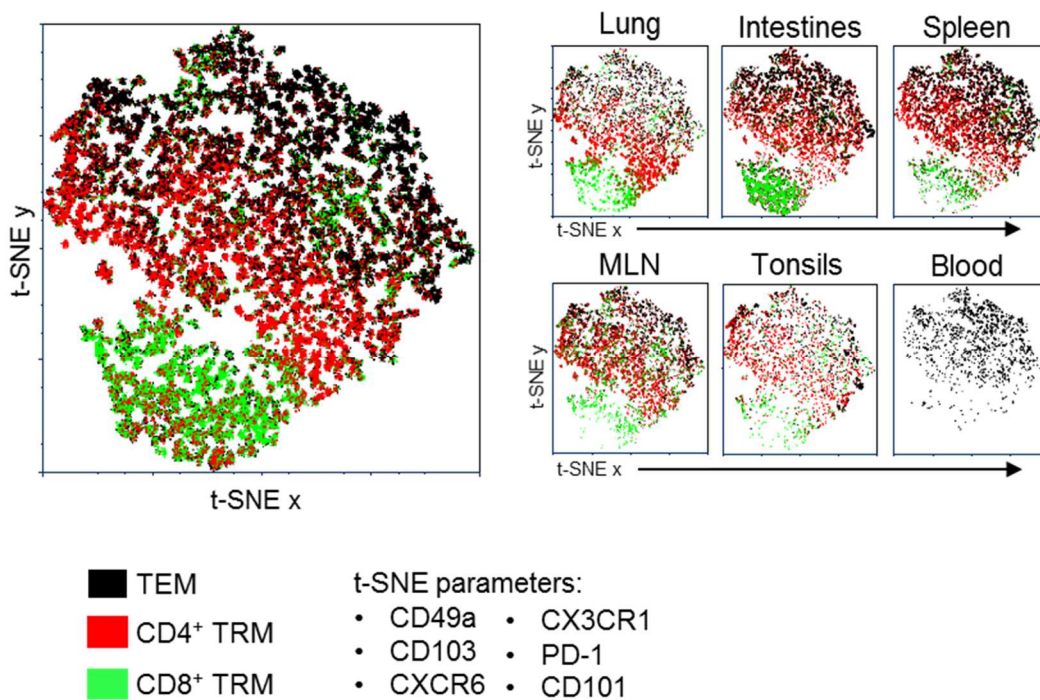 Lung Intestines Spleen
t-SNE y
t-SNE x
MLN Tonsils Blood
t-SNE y
t-SNE x
t-SNE y
t-SNE x
TEM
CD4⁺ TRM
CD8⁺ TRM
t-SNE parameters:
• CD49a • CX3CR1
• CD103 • PD-1
• CXCR6 • CD101